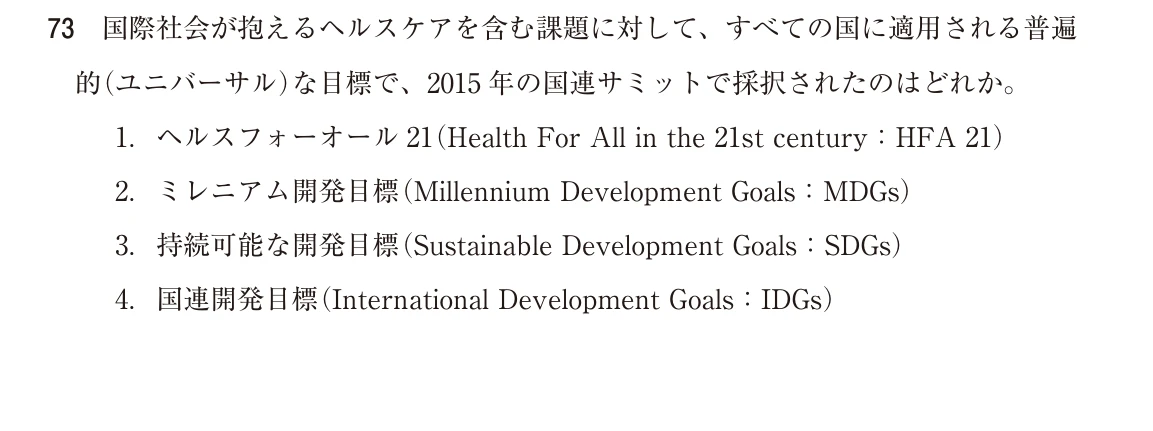 73 国際社会が抱えるヘルスケアを含む課題に対して、すべての国に適用される普遍
的(ユニバーサル)な目標で、2015 年の国連サミットで採択されたのはどれか。
1. ヘルスフォーオール 21(Health For All in the 21st century：HFA 21)
2. ミレニアム開発目標(Millennium Development Goals：MDGs)
3. 持続可能な開発目標(Sustainable Development Goals：SDGs)
4. 国連開発目標(International Development Goals：IDGs)